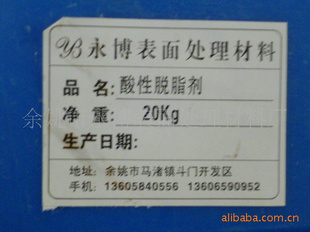 yB 永博表面处理材料
品 名:酸性脱脂剂
净 重: 20Kg
生产日期:
地址:余姚市马渚镇斗门开发区
手机:13605840556 13606590952
alibaba.com.cn